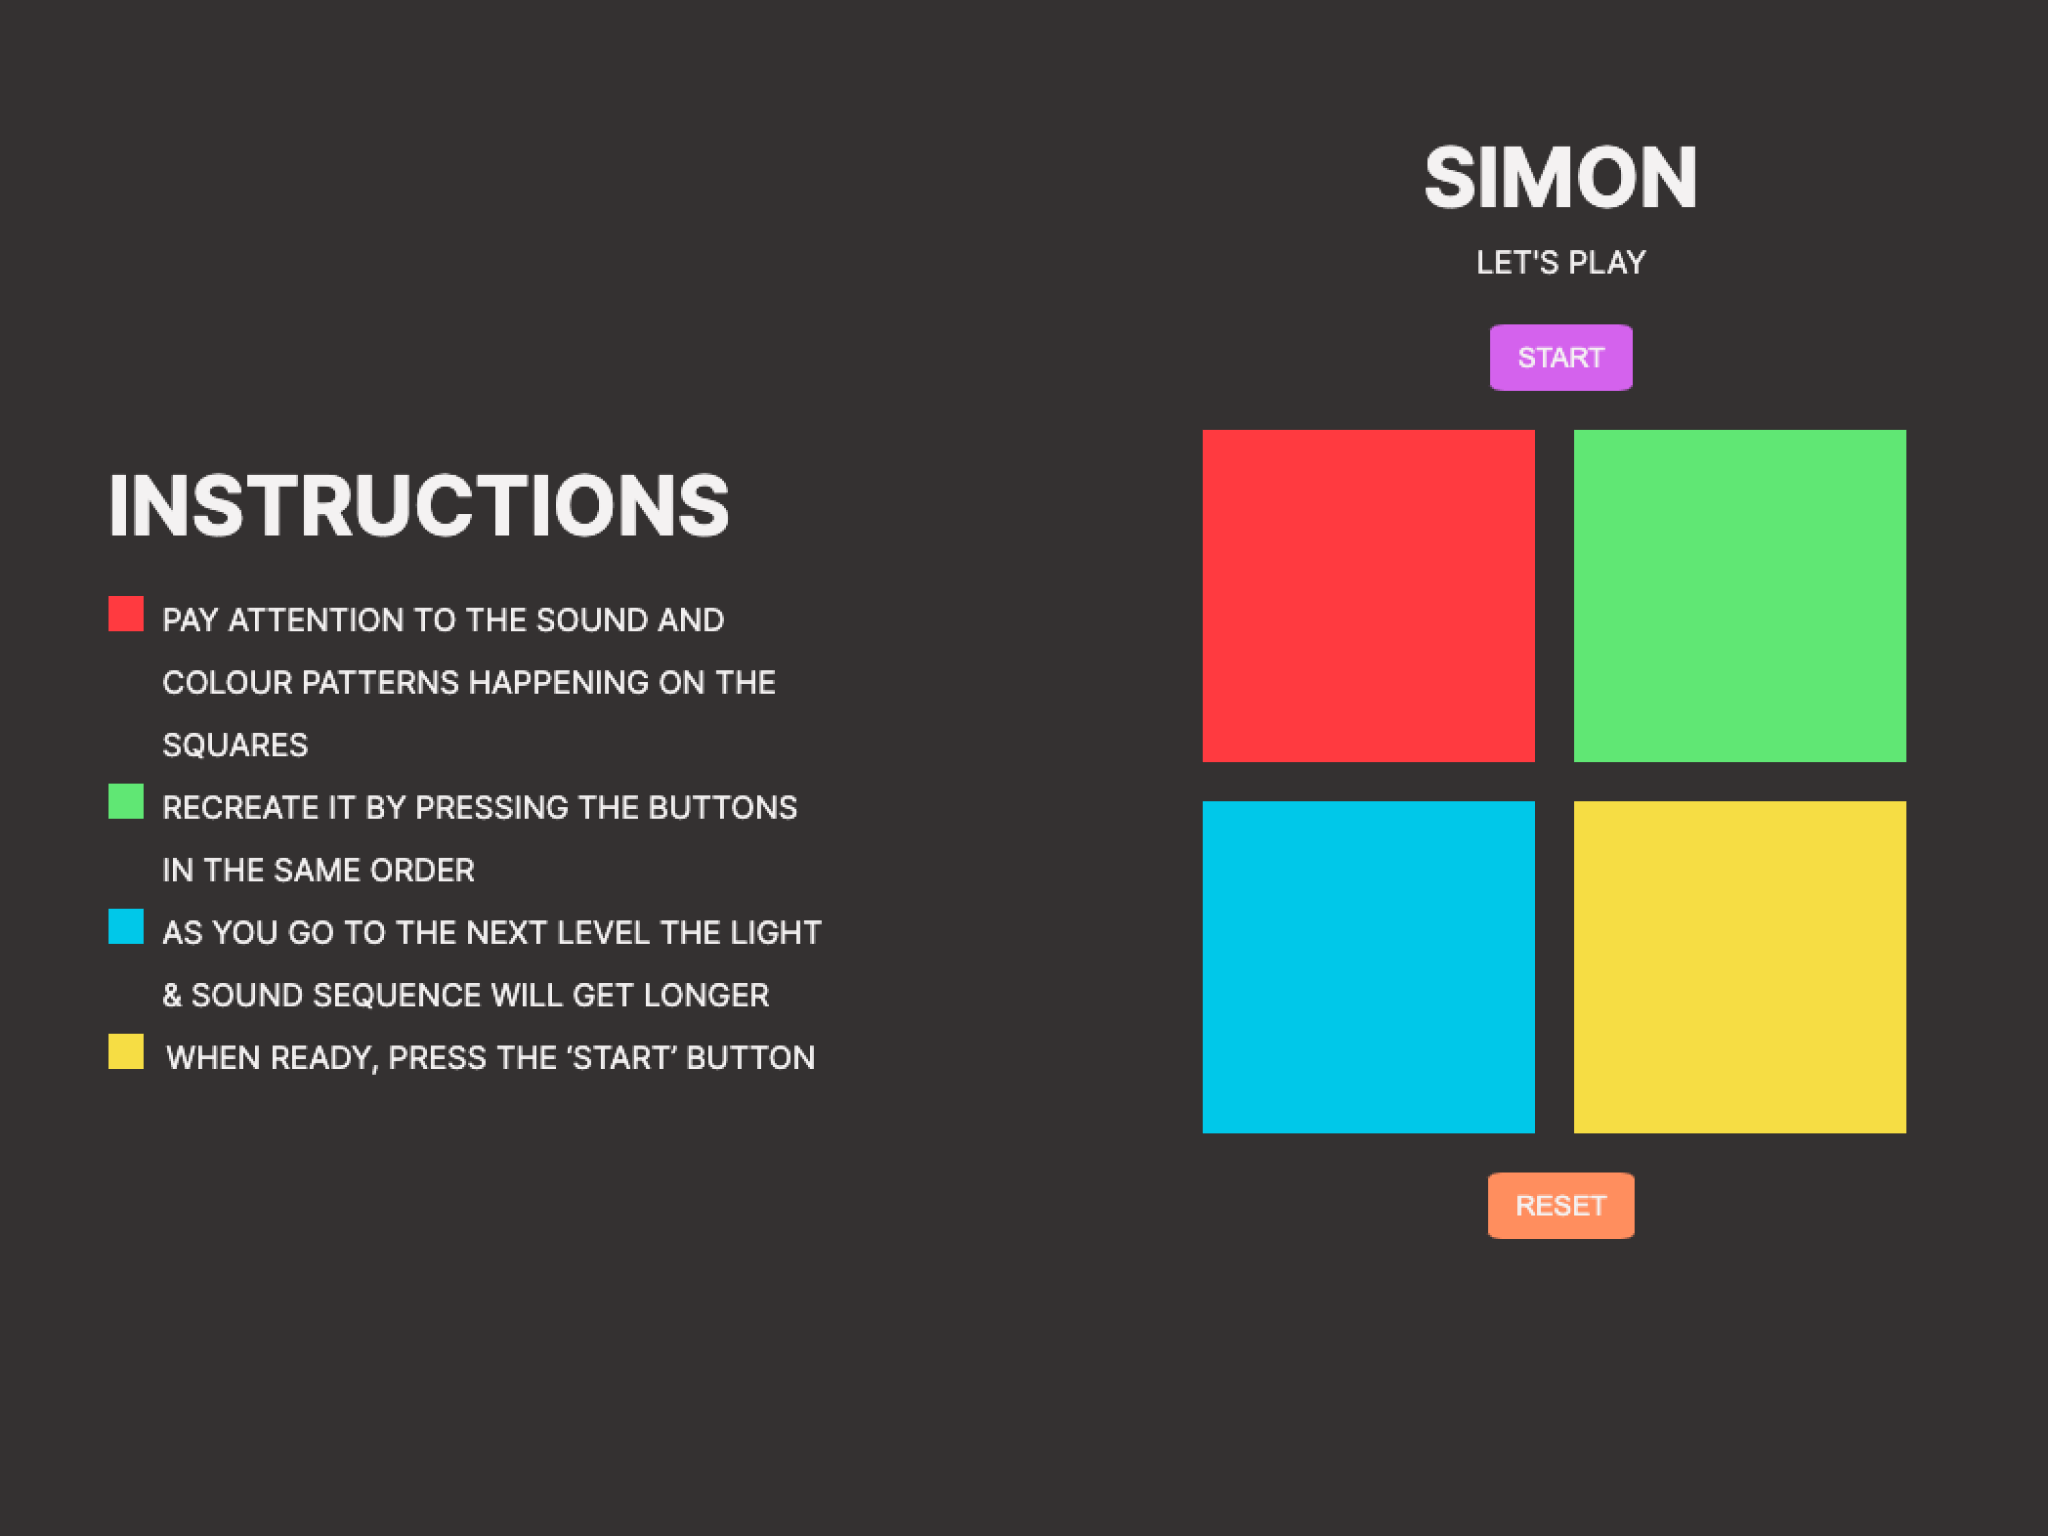 INSTRUCTIONS
PAY ATTENTION TO THE SOUND AND
COLOUR PATTERNS HAPPENING ON THE
SQUARES
RECREATE IT BY PRESSING THE BUTTONS
IN THE SAME ORDER
AS YOU GO TO THE NEXT LEVEL THE LIGHT
& SOUND SEQUENCE WILL GET LONGER
WHEN READY, PRESS THE ‘START’ BUTTON
SIMON
LET'S PLAY
START
RESET